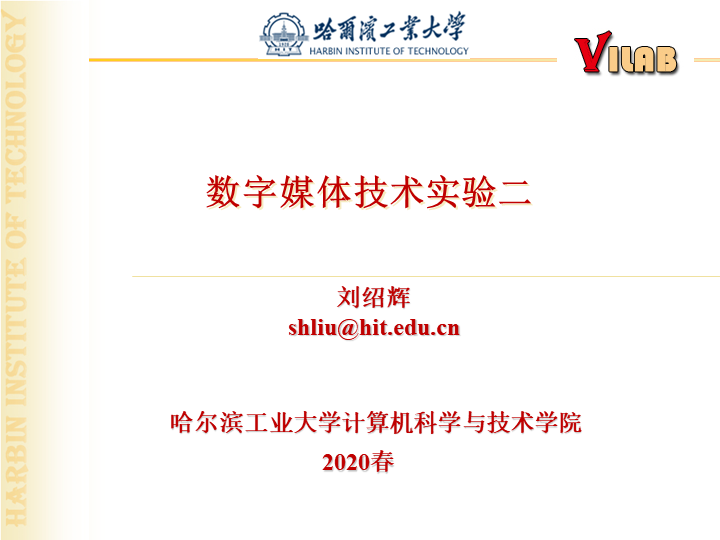 哈爾濱工業大學
HARBIN INSTITUTE OF TECHNOLOGY
HIT
VILAB
HARBIN INSTITUTE OF TECHNOLOGY
数字媒体技术实验二
刘绍辉
shliu@hit.edu.cn
哈尔滨工业大学计算机科学与技术学院
2020春